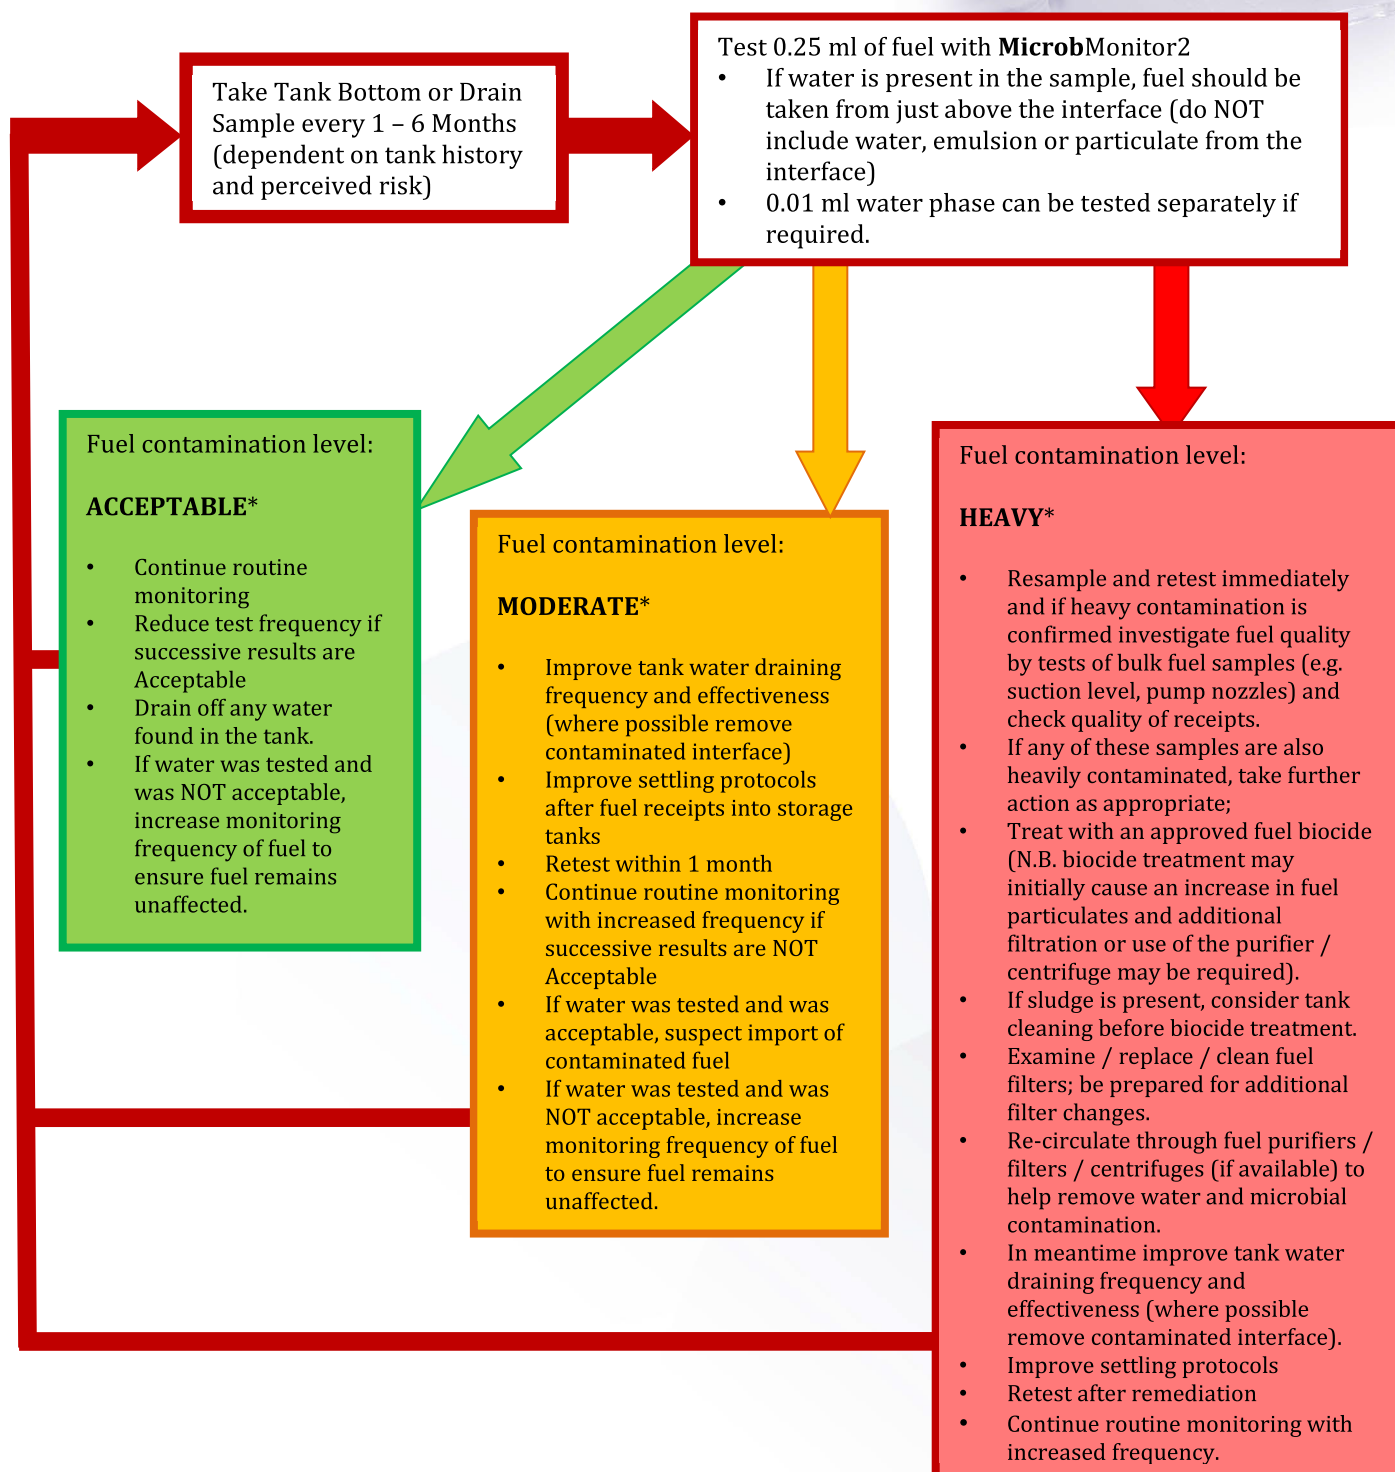 Take Tank Bottom or Drain
Sample every 1 – 6 Months
(dependent on tank history
and perceived risk)
Test 0.25 ml of fuel with MicrobMonitor2
• If water is present in the sample, fuel should be
taken from just above the interface (do NOT
include water, emulsion or particulate from the
interface)
• 0.01 ml water phase can be tested separately if
required.
Fuel contamination level:
ACCEPTABLE*
• Continue routine
monitoring
• Reduce test frequency if
successive results are
Acceptable
• Drain off any water
found in the tank.
• If water was tested and
was NOT acceptable,
increase monitoring
frequency of fuel to
ensure fuel remains
unaffected.
Fuel contamination level:
MODERATE*
• Improve tank water draining
frequency and effectiveness
(where possible remove
contaminated interface)
• Improve settling protocols
after fuel receipts into storage
tanks
• Retest within 1 month
• Continue routine monitoring
with increased frequency if
successive results are NOT
Acceptable
• If water was tested and was
acceptable, suspect import of
contaminated fuel
• If water was tested and was
NOT acceptable, increase
monitoring frequency of fuel
to ensure fuel remains
unaffected.
Fuel contamination level:
HEAVY*
• Resample and retest immediately
and if heavy contamination is
confirmed investigate fuel quality
by tests of bulk fuel samples (e.g.
suction level, pump nozzles) and
check quality of receipts.
• If any of these samples are also
heavily contaminated, take further
action as appropriate;
• Treat with an approved fuel biocide
(N.B. biocide treatment may
initially cause an increase in fuel
particulates and additional
filtration or use of the purifier /
centrifuge may be required).
• If sludge is present, consider tank
cleaning before biocide treatment.
• Examine / replace / clean fuel
filters; be prepared for additional
filter changes.
• Re-circulate through fuel purifiers /
filters / centrifuges (if available) to
help remove water and microbial
contamination.
• In meantime improve tank water
draining frequency and
effectiveness (where possible
remove contaminated interface).
• Improve settling protocols
• Retest after remediation
• Continue routine monitoring with
increased frequency.